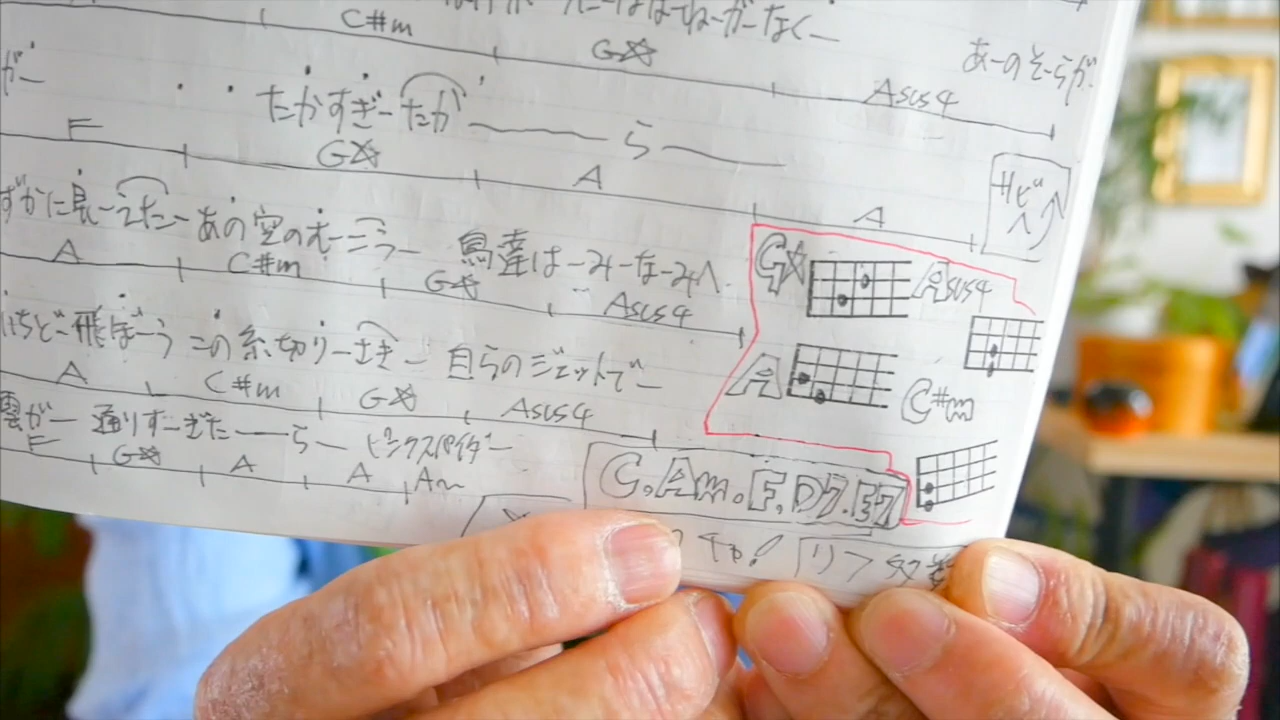 C#m
G☆
あーのそーらが
Asus4
がー
たかすぎーたか ら
F
G☆
A
A
サビへ
ずかに良ーえたー あの空のむーこうー 鳥達はーみーなーみへ
A
C#m
G☆
Asus4
G☆
Asus4
A
C#m
いちどー飛ぼーう この糸切りーさきー 自らのジェットでー
A
C#m
G☆
Asus4
雲がー 通りすーぎた ら ピンクスパイダー
F
G☆
A
A
Am
C.Am.F.D7.E7
リフ